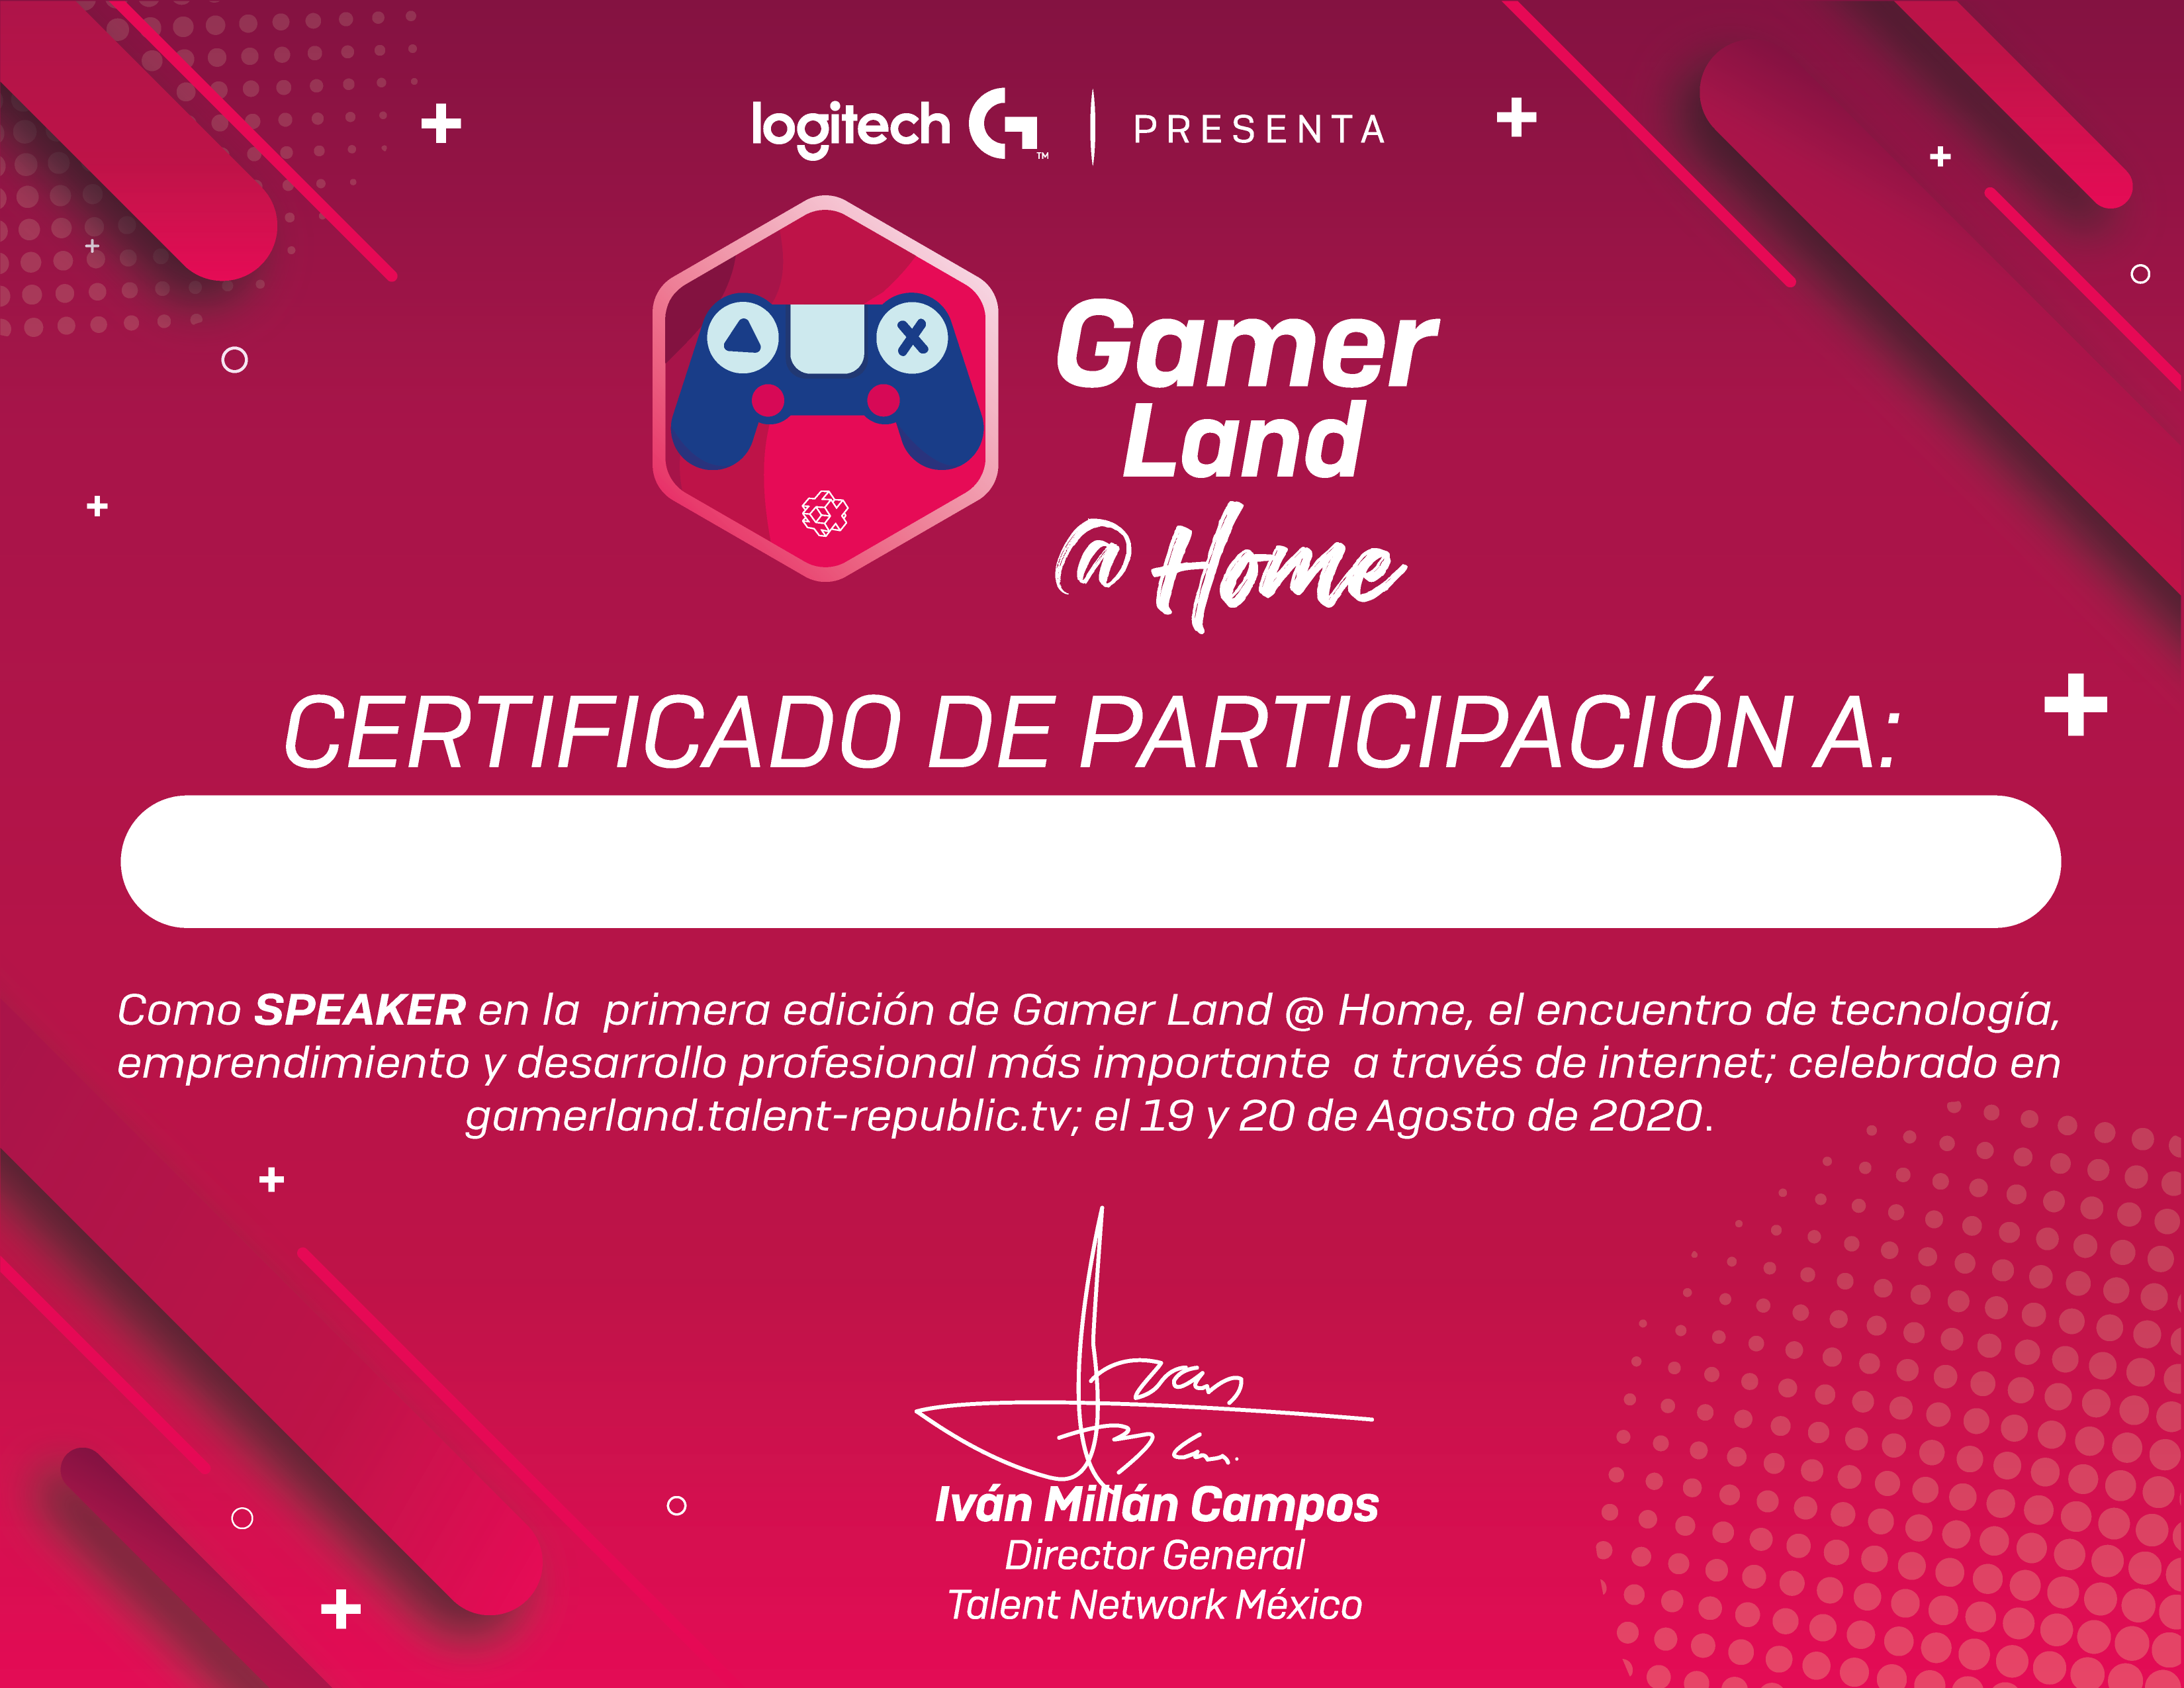 logitech G ™ | PRESENTA
Gamer
Land
@ Home
CERTIFICADO DE PARTICIPACIÓN A:
Como SPEAKER en la primera edición de Gamer Land @ Home, el encuentro de tecnología,
emprendimiento y desarrollo profesional más importante a través de internet; celebrado en
gamerland.talent-republic.tv; el 19 y 20 de Agosto de 2020.
Iván Millán Campos
Director General
Talent Network México